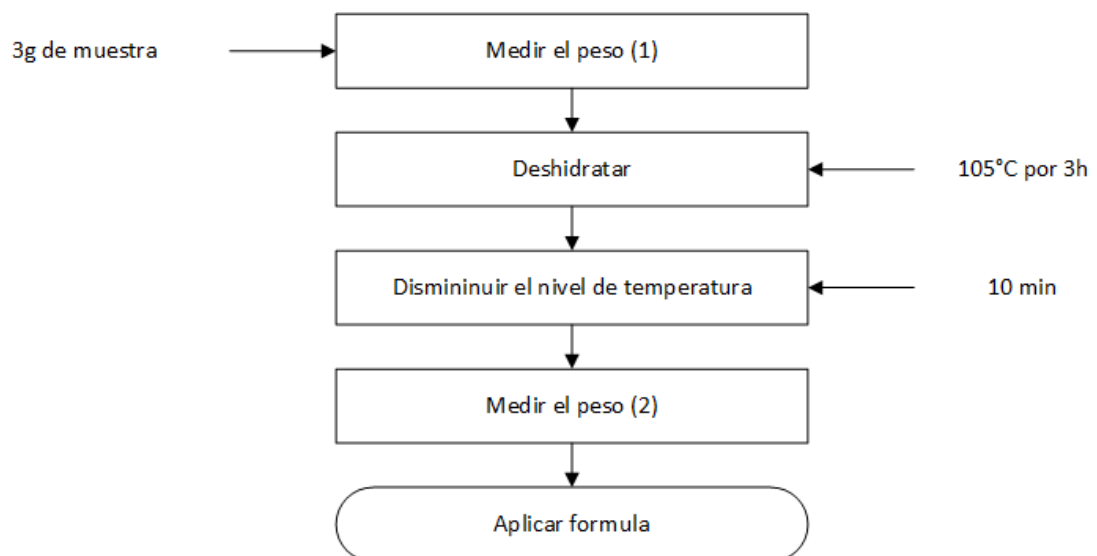 3g de muestra
Medir el peso (1)
Deshidratar
105°C por 3h
Dismininuir el nivel de temperatura
10 min
Medir el peso (2)
Aplicar formula